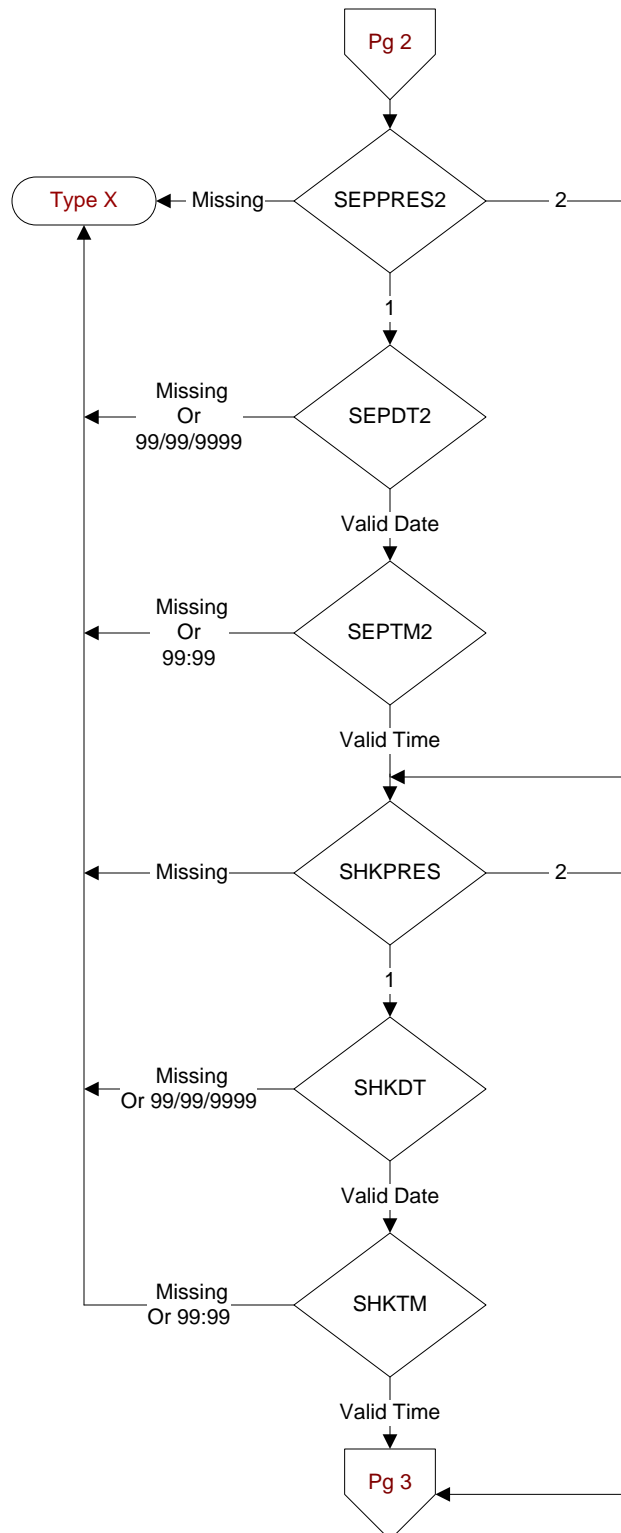 Pg 2
SEPPRES2
Type X
Missing
2
1
Missing
Or
99/99/9999
SEPDT2
Valid Date
Missing
Or
99:99
SEPTM2
Valid Time
Missing
SHKPRES
2
1
Missing
Or 99/99/9999
SHKDT
Valid Date
Missing
Or 99:99
SHKTM
Valid Time
Pg 3